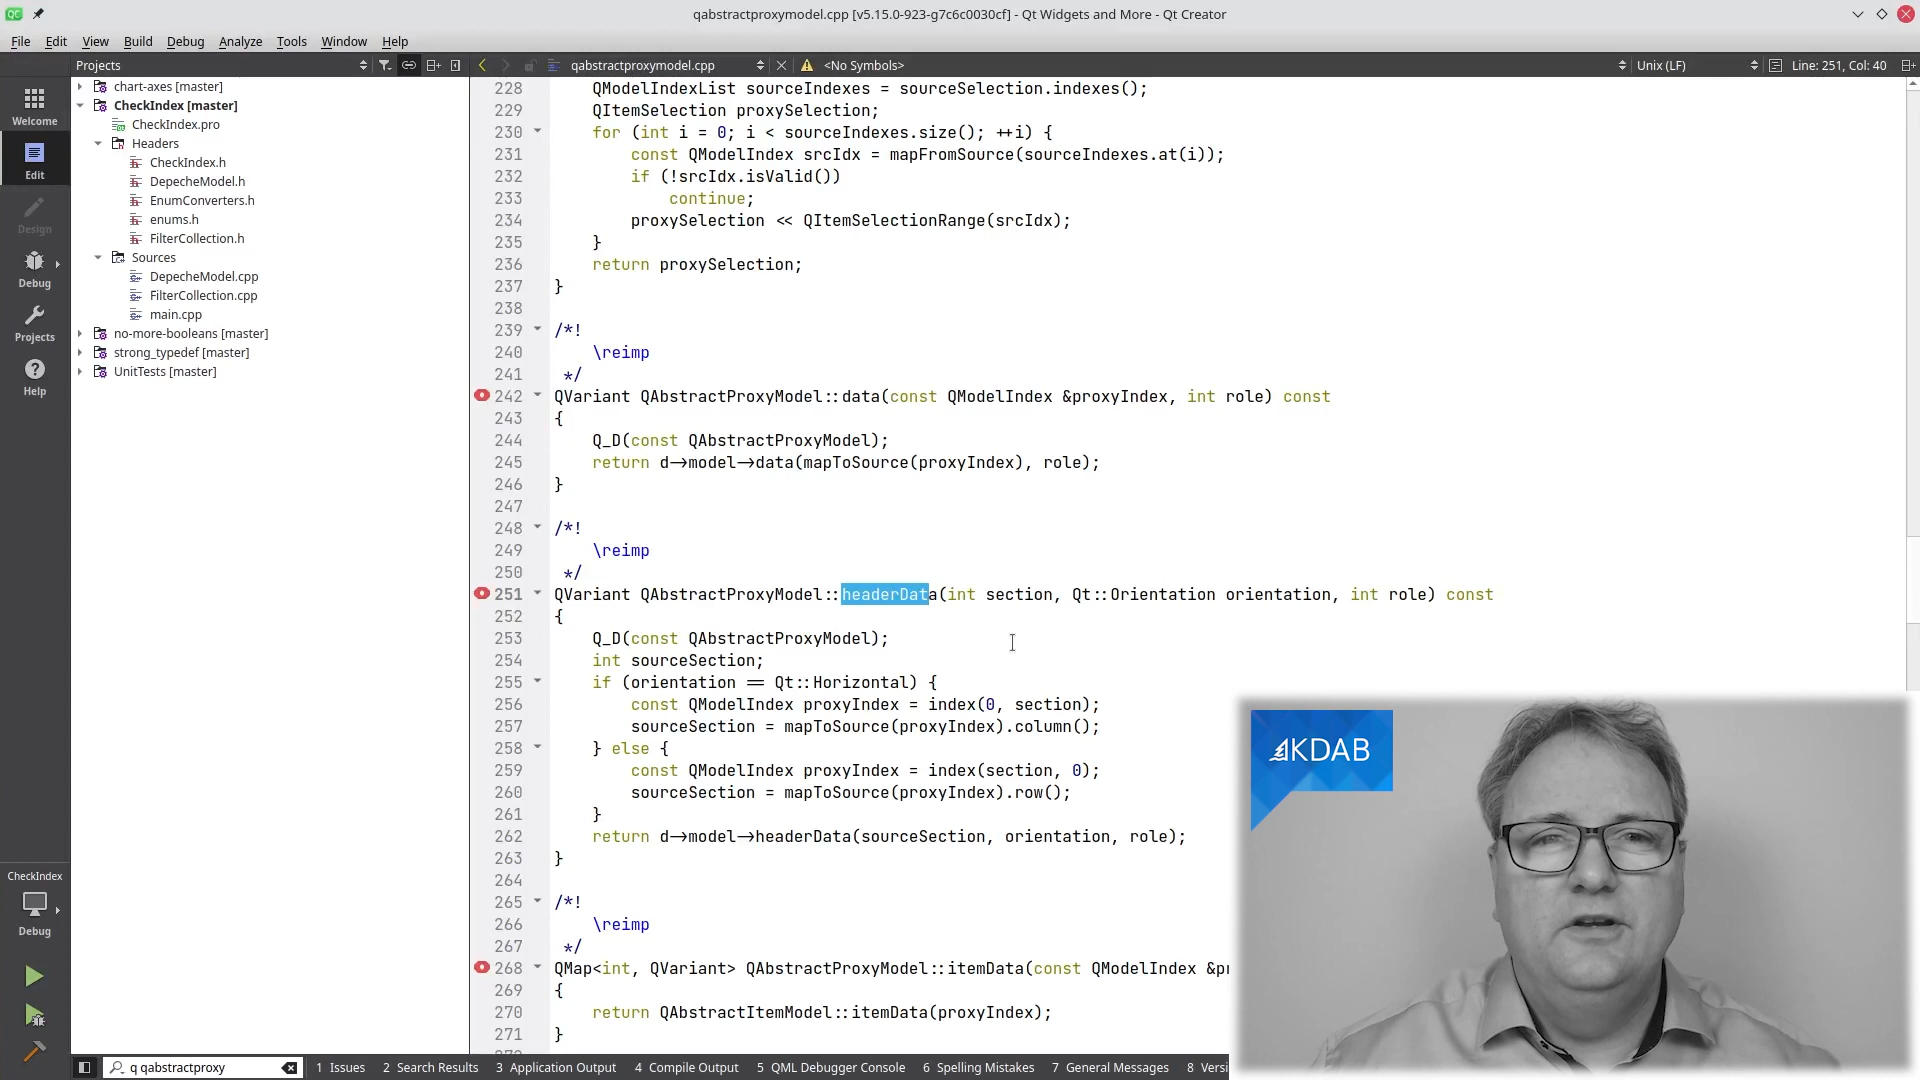 qabstractproxymodel.cpp [v5.15.0-923-g7c6c0030cf] - Qt Widgets and More - Qt Creator
File Edit View Build Debug Analyze Tools Window Help
Projects
qabstractproxymodel.cpp
<No Symbols>
Unix (LF)
Line: 251, Col: 40
Welcome
Edit
Design
Debug
Projects
Help
CheckIndex
Debug
chart-axes [master]
CheckIndex [master]
CheckIndex.pro
Headers
CheckIndex.h
DepecheModel.h
EnumConverters.h
enums.h
FilterCollection.h
Sources
DepecheModel.cpp
FilterCollection.cpp
main.cpp
no-more-booleans [master]
strong_typedef [master]
UnitTests [master]
228 QModelIndexList sourceIndexes = sourceSelection.indexes();
229 QItemSelection proxySelection;
230 for (int i = 0; i < sourceIndexes.size(); ++i) {
231 const QModelIndex srcIdx = mapFromSource(sourceIndexes.at(i));
232 if (!srcIdx.isValid())
233 continue;
234 proxySelection << QItemSelectionRange(srcIdx);
235 }
236 return proxySelection;
237 }
238
239 /*!
240 \reimp
241 */
242 QVariant QAbstractProxyModel::data(const QModelIndex &proxyIndex, int role) const
243 {
244 Q_D(const QAbstractProxyModel);
245 return d->model->data(mapToSource(proxyIndex), role);
246 }
247
248 /*!
249 \reimp
250 */
251 QVariant QAbstractProxyModel::headerData(int section, Qt::Orientation orientation, int role) const
252 {
253 Q_D(const QAbstractProxyModel);
254 int sourceSection;
255 if (orientation == Qt::Horizontal) {
256 const QModelIndex proxyIndex = index(0, section);
257 sourceSection = mapToSource(proxyIndex).column();
258 } else {
259 const QModelIndex proxyIndex = index(section, 0);
260 sourceSection = mapToSource(proxyIndex).row();
261 }
262 return d->model->headerData(sourceSection, orientation, role);
263 }
264
265 /*!
266 \reimp
267 */
268 QMap<int, QVariant> QAbstractProxyModel::itemData(const QModelIndex &pr
269 {
270 return QAbstractItemModel::itemData(proxyIndex);
271 }
KDAB
q qabstractproxy
1 Issues 2 Search Results 3 Application Output 4 Compile Output 5 QML Debugger Console 6 Spelling Mistakes 7 General Messages 8 Versi